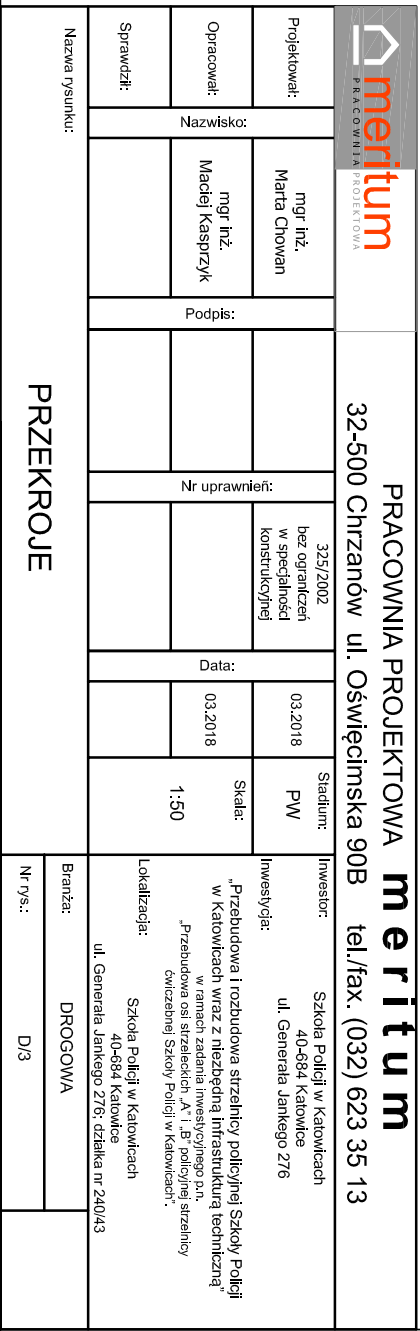 meritum
PRACOWNIA PROJEKTOWA
PRACOWNIA PROJEKTOWA meritum
32-500 Chrzanów ul. Oświęcimska 90B tel./fax. (032) 623 35 13
Projektował:
Nazwisko:
mgr inż.
Marta Chowan
Podpis:
Nr uprawnień:
325/2002
bez ograniczeń
w specjalności
konstrukcyjnej
Data:
03.2018
Opracował:
mgr inż.
Maciej Kasprzyk
03.2018
Sprawdził:
Stadium:
PW
Skala:
1:50
Inwestor:
Szkoła Policji w Katowicach
40-684 Katowice
ul. Generała Jankego 276
Inwestycja:
„Przebudowa i rozbudowa strzelnicy policyjnej Szkoły Policji
w Katowicach wraz z niezbędną infrastrukturą techniczną"
w ramach zadania inwestycyjnego p.n.
„Przebudowa osi strzeleckich „A" i „B" policyjnej strzelnicy
ćwiczebnej Szkoły Policji w Katowicach".
Lokalizacja:
Szkoła Policji w Katowicach
40-684 Katowice
ul. Generała Jankego 276; działka nr 240/43
Nazwa rysunku:
PRZEKROJE
Branża:
DROGOWA
Nr rys.:
D/3